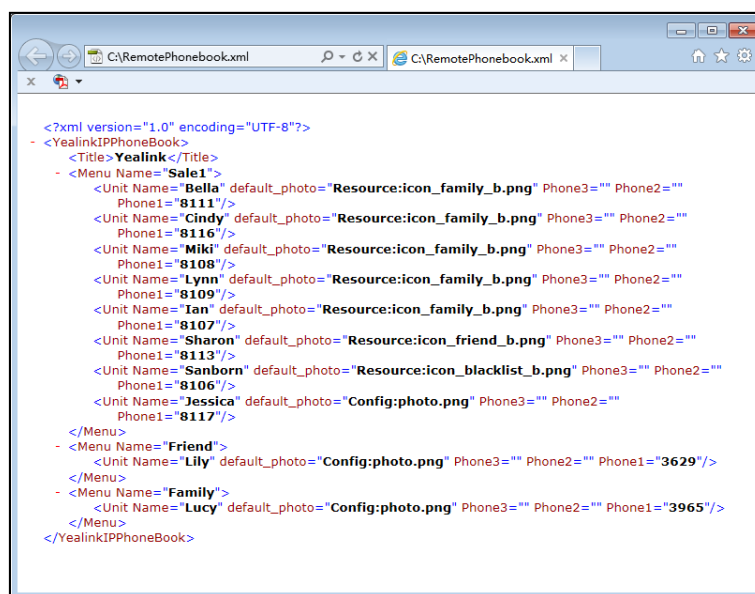 C:\RemotePhonebook.xml
C:\RemotePhonebook.xml
<?xml version="1.0" encoding="UTF-8"?>
- <YealinkIPPhoneBook>
<Title>Yealink</Title>
- <Menu Name="Sale1">
<Unit Name="Bella" default_photo="Resource:icon_family_b.png" Phone3="" Phone2=""
Phone1="8111"/>
<Unit Name="Cindy" default_photo="Resource:icon_family_b.png" Phone3="" Phone2=""
Phone1="8116"/>
<Unit Name="Miki" default_photo="Resource:icon_family_b.png" Phone3="" Phone2=""
Phone1="8108"/>
<Unit Name="Lynn" default_photo="Resource:icon_family_b.png" Phone3="" Phone2=""
Phone1="8109"/>
<Unit Name="Ian" default_photo="Resource:icon_family_b.png" Phone3="" Phone2=""
Phone1="8107"/>
<Unit Name="Sharon" default_photo="Resource:icon_friend_b.png" Phone3="" Phone2=""
Phone1="8113"/>
<Unit Name="Sanborn" default_photo="Resource:icon_blacklist_b.png" Phone3="" Phone2=""
Phone1="8106"/>
<Unit Name="Jessica" default_photo="Config:photo.png" Phone3="" Phone2=""
Phone1="8117"/>
</Menu>
- <Menu Name="Friend">
<Unit Name="Lily" default_photo="Config:photo.png" Phone3="" Phone2="" Phone1="3629"/>
</Menu>
- <Menu Name="Family">
<Unit Name="Lucy" default_photo="Config:photo.png" Phone3="" Phone2="" Phone1="3965"/>
</Menu>
</YealinkIPPhoneBook>